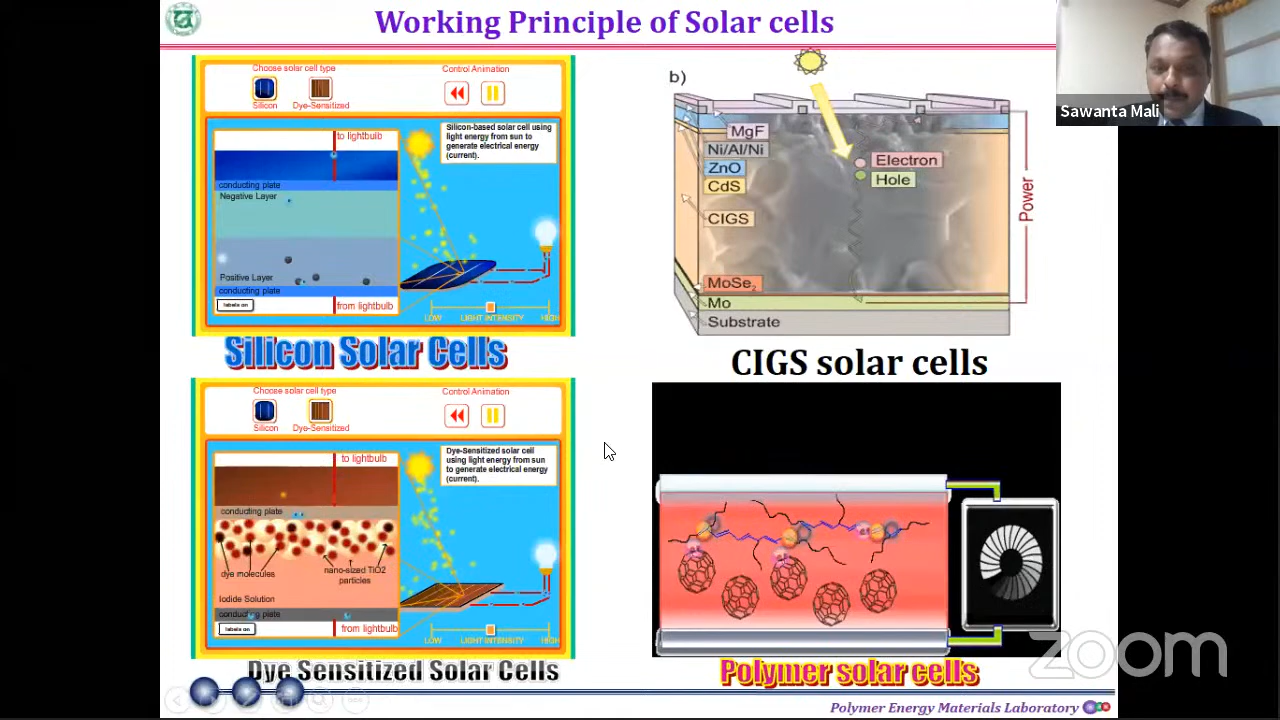 Working Principle of Solar cells
Sawanta Mali
Choose solar cell type
Control Animation
Silicon
Dye-Sensitized
to lightbulb
Silicon-based solar cell using
light energy from sun to
generate electrical energy
(current).
conducting plate
Negative Layer
Positive Layer
conducting plate
labels on
from lightbulb
LOW
LIGHT INTENSITY
HIGH
Silicon Solar Cells
b)
MgF
Ni/Al/Ni
ZnO
CdS
CIGS
MoSe2
Mo
Substrate
Electron
Hole
Power
CIGS solar cells
Choose solar cell type
Control Animation
Silicon
Dye-Sensitized
to lightbulb
Dye-Sensitized solar cell
using light energy from sun
to generate electrical energy
(current).
conducting plate
dye molecules
nano-sized TiO2
particles
Iodide Solution
conducting plate
labels on
from lightbulb
LOW
LIGHT INTENSITY
HIGH
Dye Sensitized Solar Cells
Polymer solar cells
zoom
Polymer Energy Materials Laboratory